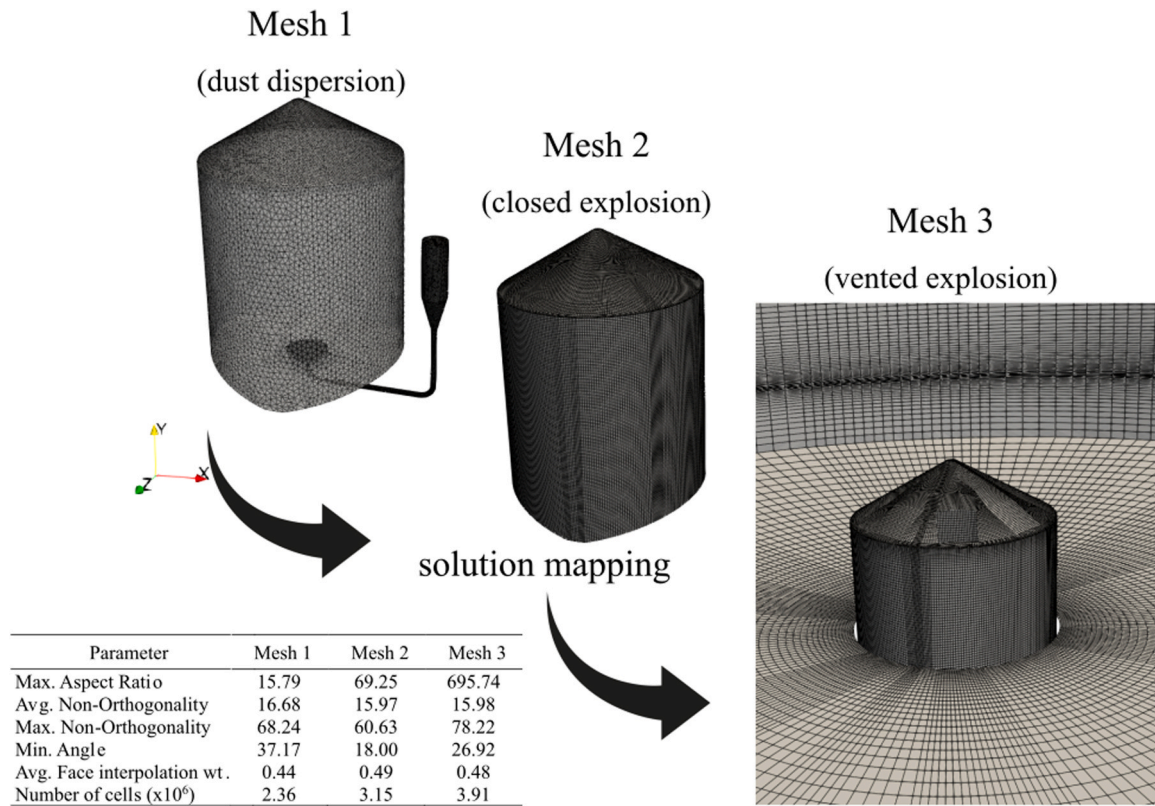 Mesh 1
(dust dispersion)
Mesh 2
(closed explosion)
Mesh 3
(vented explosion)
Y
X
Z
solution mapping
Parameter Mesh 1 Mesh 2 Mesh 3
Max. Aspect Ratio 15.79 69.25 695.74
Avg. Non-Orthogonality 16.68 15.97 15.98
Max. Non-Orthogonality 68.24 60.63 78.22
Min. Angle 37.17 18.00 26.92
Avg. Face interpolation wt. 0.44 0.49 0.48
Number of cells (x10⁶) 2.36 3.15 3.91